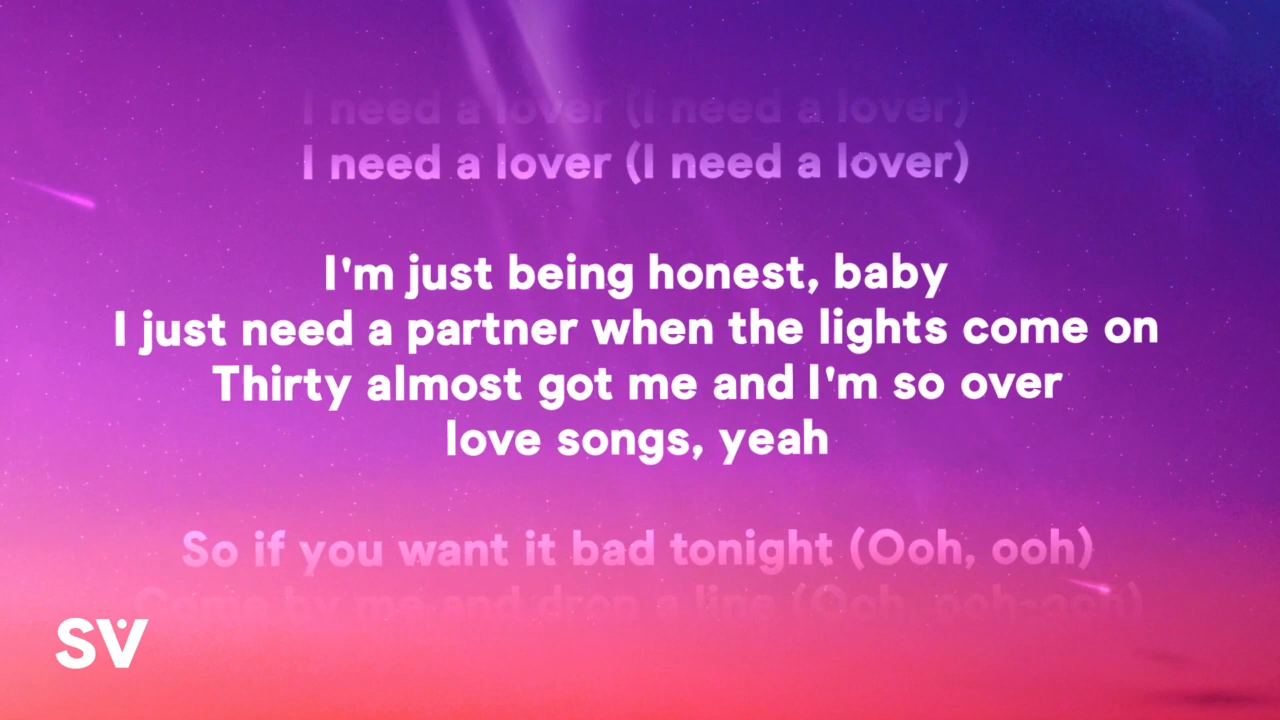 I need a lover (I need a lover)
I need a lover (I need a lover)
I'm just being honest, baby
I just need a partner when the lights come on
Thirty almost got me and I'm so over
love songs, yeah
So if you want it bad tonight (Ooh, ooh)
Come by me and drop a line (Ooh, ooh-ach)
SV